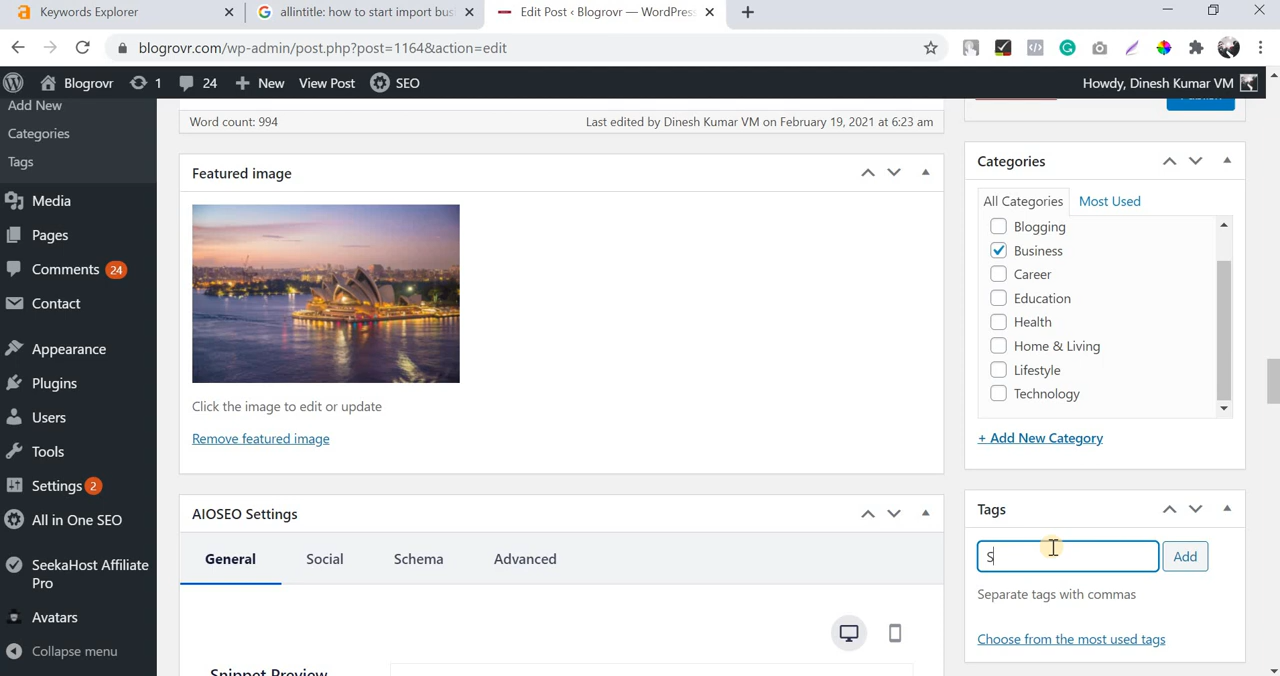 Keywords Explorer
allintitle: how to start import bus
Edit Post ‹ Blogrovr — WordPress
blogrovr.com/wp-admin/post.php?post=1164&action=edit
Blogrovr
1
24
New
View Post
SEO
Howdy, Dinesh Kumar VM
Add New
Categories
Tags
Media
Pages
Comments 24
Contact
Appearance
Plugins
Users
Tools
Settings 2
All in One SEO
SeekaHost Affiliate
Pro
Avatars
Collapse menu
Word count: 994
Last edited by Dinesh Kumar VM on February 19, 2021 at 6:23 am
Featured image
Click the image to edit or update
Remove featured image
AIOSEO Settings
General
Social
Schema
Advanced
Snippet Preview
Publish
Categories
All Categories
Most Used
Blogging
Business
Career
Education
Health
Home & Living
Lifestyle
Technology
+ Add New Category
Tags
S
Add
Separate tags with commas
Choose from the most used tags